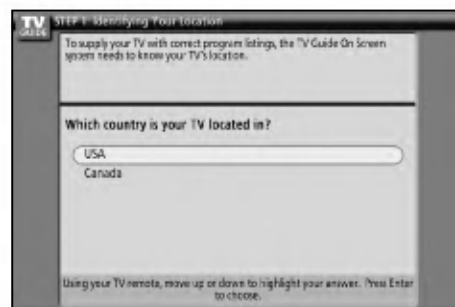 TV
GUIDE
STEP 1: Identifying Your Location
To supply your TV with correct program listings, the TV Guide On Screen
system needs to know your TV's location.
Which country is your TV located in?
USA
Canada
Using your TV remote, move up or down to highlight your answer. Press Enter
to choose.